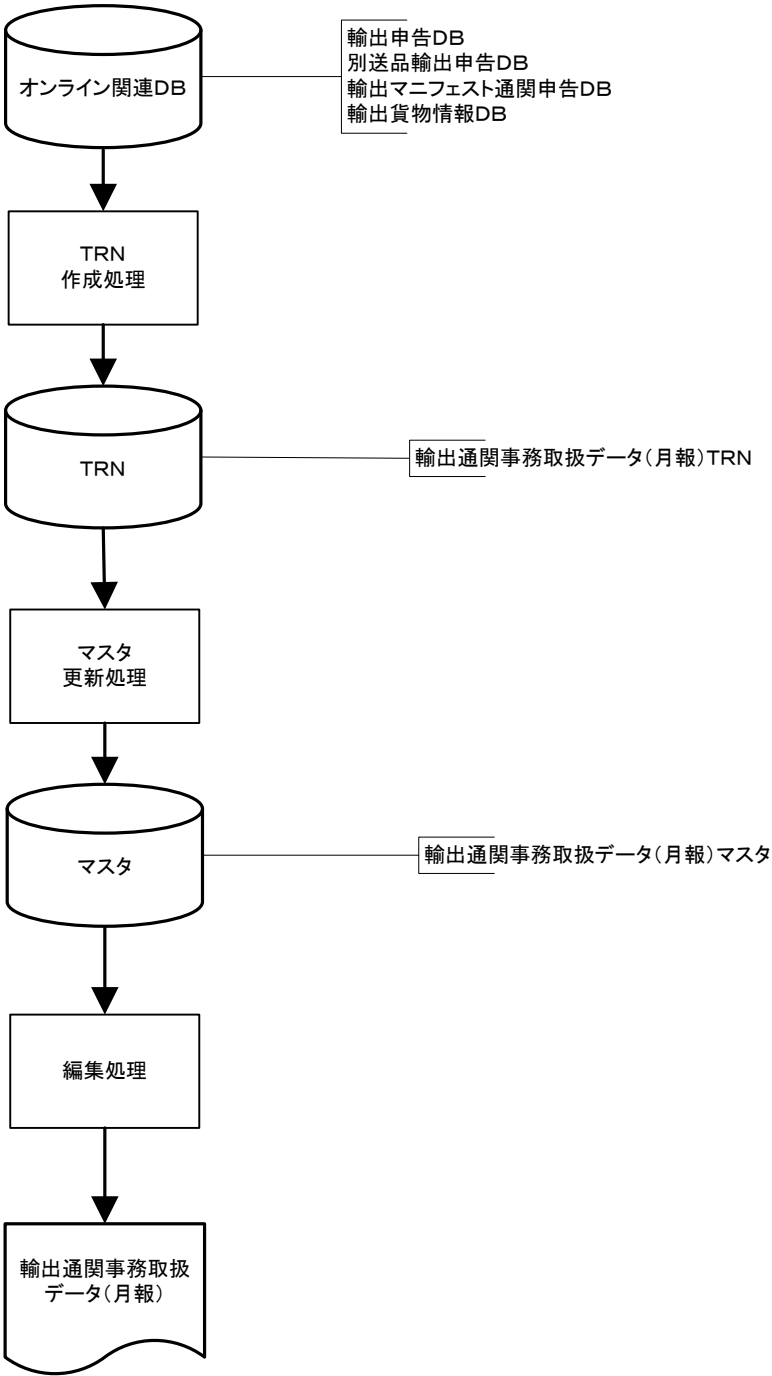 オンライン関連ＤＢ
輸出申告ＤＢ
別送品輸出申告ＤＢ
輸出マニフェスト通関申告ＤＢ
輸出貨物情報ＤＢ
ＴＲＮ
作成処理
ＴＲＮ
輸出通関事務取扱データ（月報）ＴＲＮ
マスタ
更新処理
マスタ
輸出通関事務取扱データ（月報）マスタ
編集処理
輸出通関事務取扱
データ（月報）